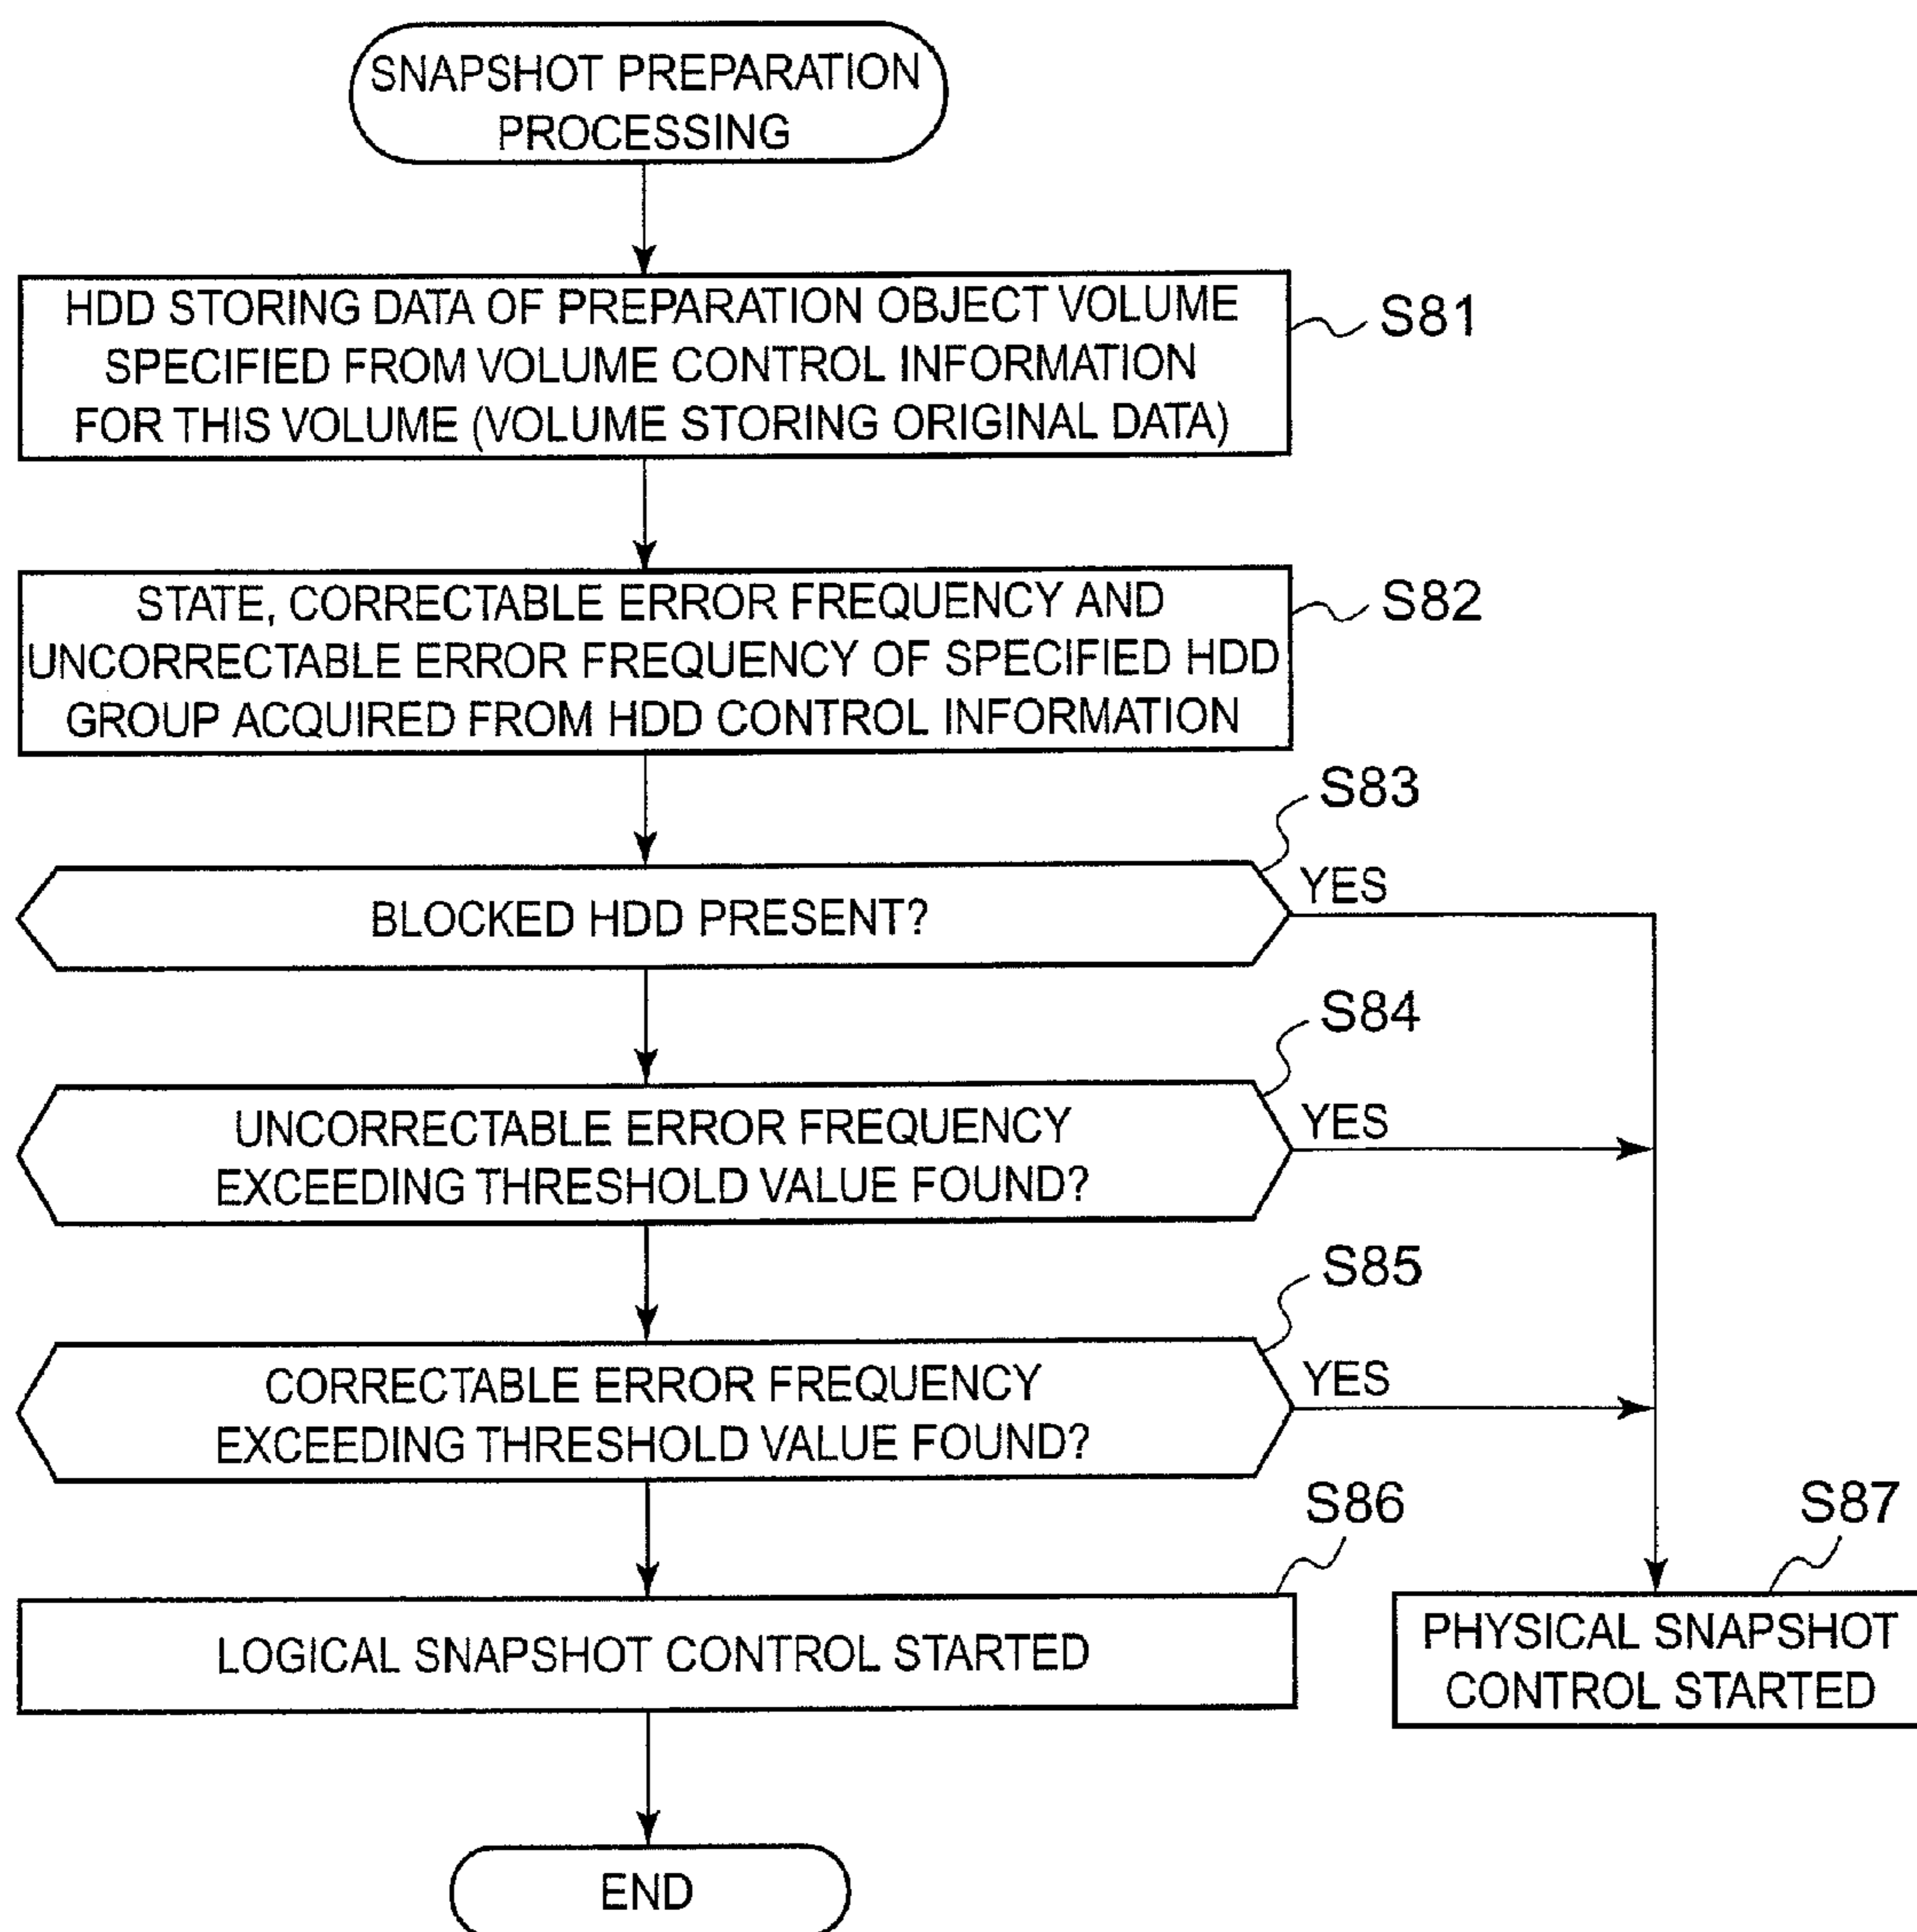 SNAPSHOT PREPARATION
PROCESSING
HDD STORING DATA OF PREPARATION OBJECT VOLUME
SPECIFIED FROM VOLUME CONTROL INFORMATION
FOR THIS VOLUME (VOLUME STORING ORIGINAL DATA)
S81
STATE, CORRECTABLE ERROR FREQUENCY AND
UNCORRECTABLE ERROR FREQUENCY OF SPECIFIED HDD
GROUP ACQUIRED FROM HDD CONTROL INFORMATION
S82
S83
BLOCKED HDD PRESENT?
YES
S84
UNCORRECTABLE ERROR FREQUENCY
EXCEEDING THRESHOLD VALUE FOUND?
YES
S85
CORRECTABLE ERROR FREQUENCY
EXCEEDING THRESHOLD VALUE FOUND?
YES
S86
LOGICAL SNAPSHOT CONTROL STARTED
S87
PHYSICAL SNAPSHOT
CONTROL STARTED
END